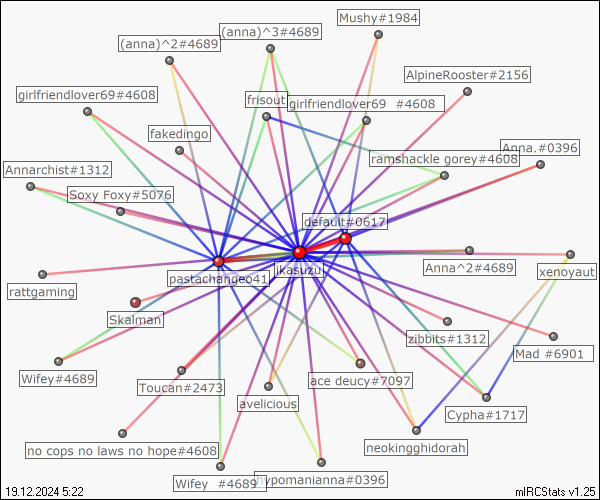 Mushy#1984
(anna)^3#4689
(anna)^2#4689
AlpineRooster#2156
girlfriendlover69#4608
frisout
girlfriendlover69 #4608
fakedingo
Anna.#0396
ramshackle gorey#4608
Annarchist#1312
Soxy Foxy#5076
default#0617
Anna^2#4689
ikasuzu
xenoyaut
pastachangeo41
rattgaming
Skalman
zibbits#1312
Mad #6901
Wifey#4689
Toucan#2473
ace deucy#7097
avelicious
Cypha#1717
neokingghidorah
no cops no laws no hope#4608
Wifey #4689
hypomanianna#0396
19.12.2024 5:22
mIRCStats v1.25